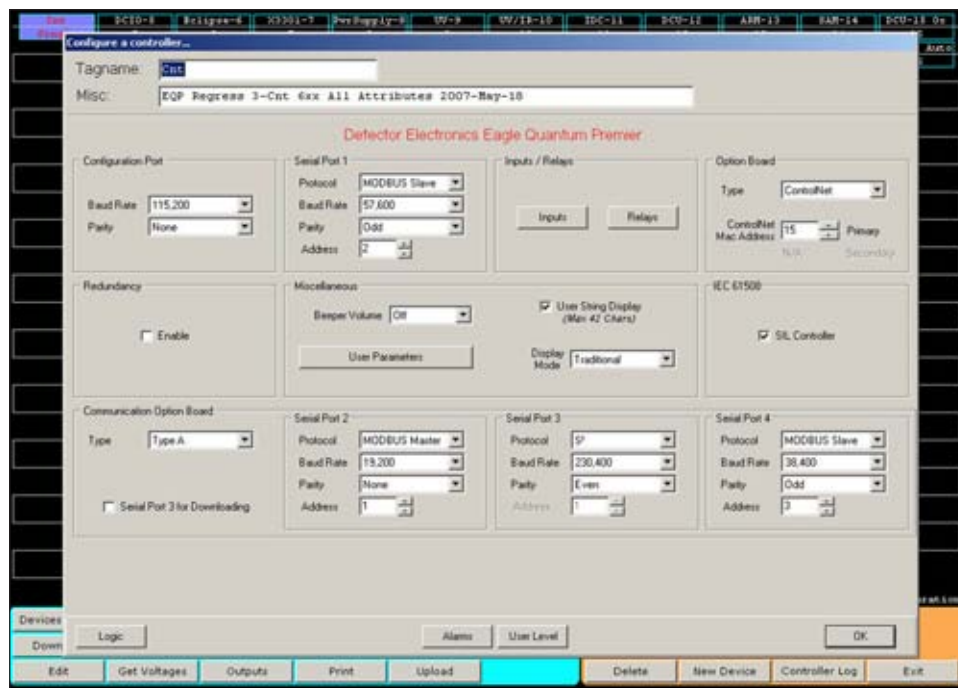 DCIO-8 Eclipse-6 X3301-7 PwrSupply-8 UV-9 UV/IR-10 IDC-11 DCU-12 ARM-13 SAM-14
Auto
Configure a controller...
Tagname: Cnt
Misc: EQP Regress 3-Cnt 6xx All Attributes 2007-May-18
Detector Electronics Eagle Quantum Premier
Configuration Port
Baud Rate 115,200
Parity None
Serial Port 1
Protocol MODBUS Slave
Baud Rate 57,600
Parity Odd
Address 2
Inputs / Relays
Inputs Relays
Option Board
Type ControlNet
ControlNet Mac Address 15 Primary
N/A Secondary
Redundancy
Enable
Miscellaneous
Beeper Volume Off
User Parameters
User String Display
(Max 42 Chars)
Display Mode Traditional
IEC 61508
SIL Controller
Communication Option Board
Type Type A
Serial Port 3 for Downloading
Serial Port 2
Protocol MODBUS Master
Baud Rate 19,200
Parity None
Address 1
Serial Port 3
Protocol S³
Baud Rate 230,400
Parity Even
Address 1
Serial Port 4
Protocol MODBUS Slave
Baud Rate 38,400
Parity Odd
Address 3
Devices
Down
Logic Alarms User Level OK
Edit Get Voltages Outputs Print Upload Delete New Device Controller Log Exit